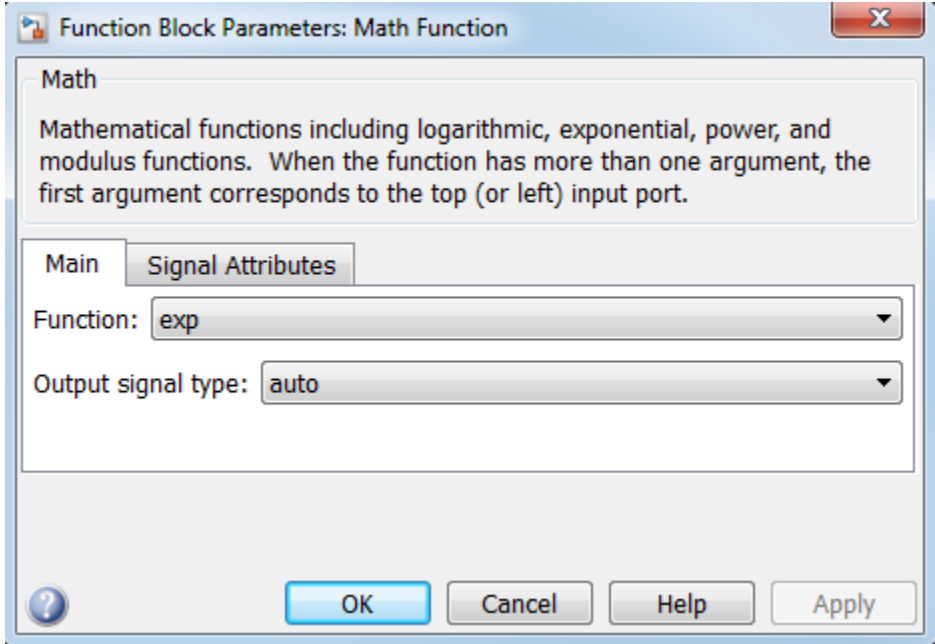 Function Block Parameters: Math Function
Math
Mathematical functions including logarithmic, exponential, power, and
modulus functions.  When the function has more than one argument, the
first argument corresponds to the top (or left) input port.
Main
Signal Attributes
Function: exp
Output signal type: auto
OK
Cancel
Help
Apply